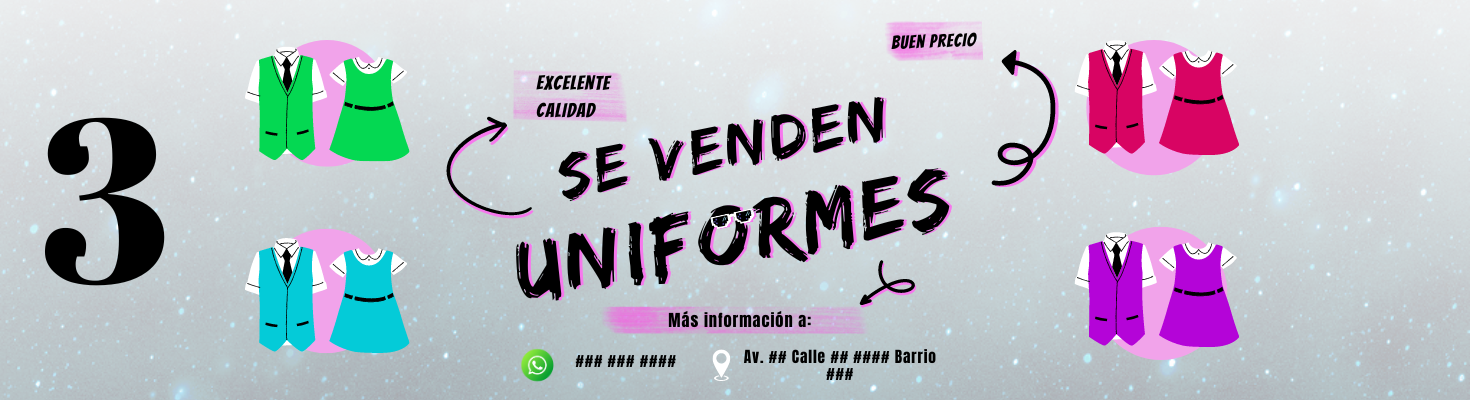 3
BUEN PRECIO
EXCELENTE
CALIDAD
SE VENDEN
UNIFORMES
Más información a:
### ### ####
Av. ## Calle ## #### Barrio
###